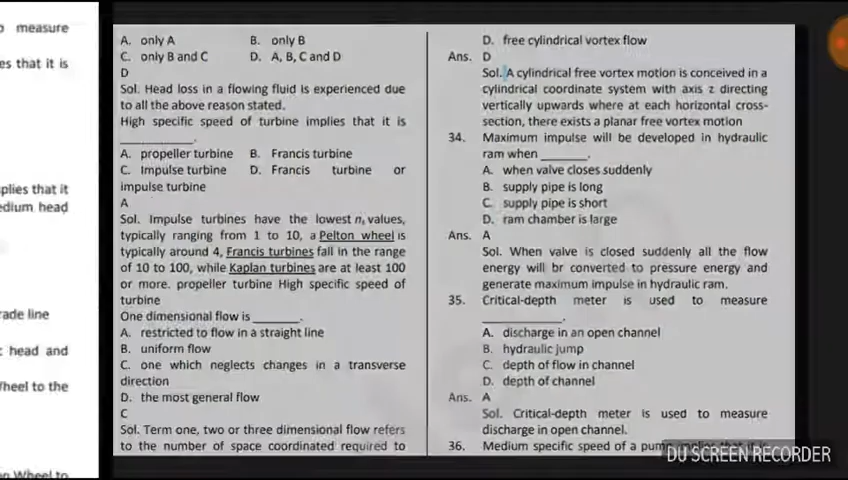 measure
es that it is
plies that it
edium head
rade line
head and
Wheel to the
on Wheel to
A. only A B. only B
C. only B and C D. A, B, C and D
D
Sol. Head loss in a flowing fluid is experienced due
to all the above reason stated.
High specific speed of turbine implies that it is
____________.
A. propeller turbine B. Francis turbine
C. Impulse turbine D. Francis turbine or
impulse turbine
A
Sol. Impulse turbines have the lowest ns values,
typically ranging from 1 to 10, a Pelton wheel is
typically around 4, Francis turbines fall in the range
of 10 to 100, while Kaplan turbines are at least 100
or more. propeller turbine High specific speed of
turbine
One dimensional flow is _______.
A. restricted to flow in a straight line
B. uniform flow
C. one which neglects changes in a transverse
direction
D. the most general flow
C
Sol. Term one, two or three dimensional flow refers
to the number of space coordinated required to
D. free cylindrical vortex flow
Ans. D
Sol. A cylindrical free vortex motion is conceived in a
cylindrical coordinate system with axis z directing
vertically upwards where at each horizontal cross-
section, there exists a planar free vortex motion
34. Maximum impulse will be developed in hydraulic
ram when _______.
A. when valve closes suddenly
B. supply pipe is long
C. supply pipe is short
D. ram chamber is large
Ans. A
Sol. When valve is closed suddenly all the flow
energy will br converted to pressure energy and
generate maximum impulse in hydraulic ram.
35. Critical-depth meter is used to measure
____________.
A. discharge in an open channel
B. hydraulic jump
C. depth of flow in channel
D. depth of channel
Ans. A
Sol. Critical-depth meter is used to measure
discharge in open channel.
36. Medium specific speed of a pump implies that it is
DU SCREEN RECORDER